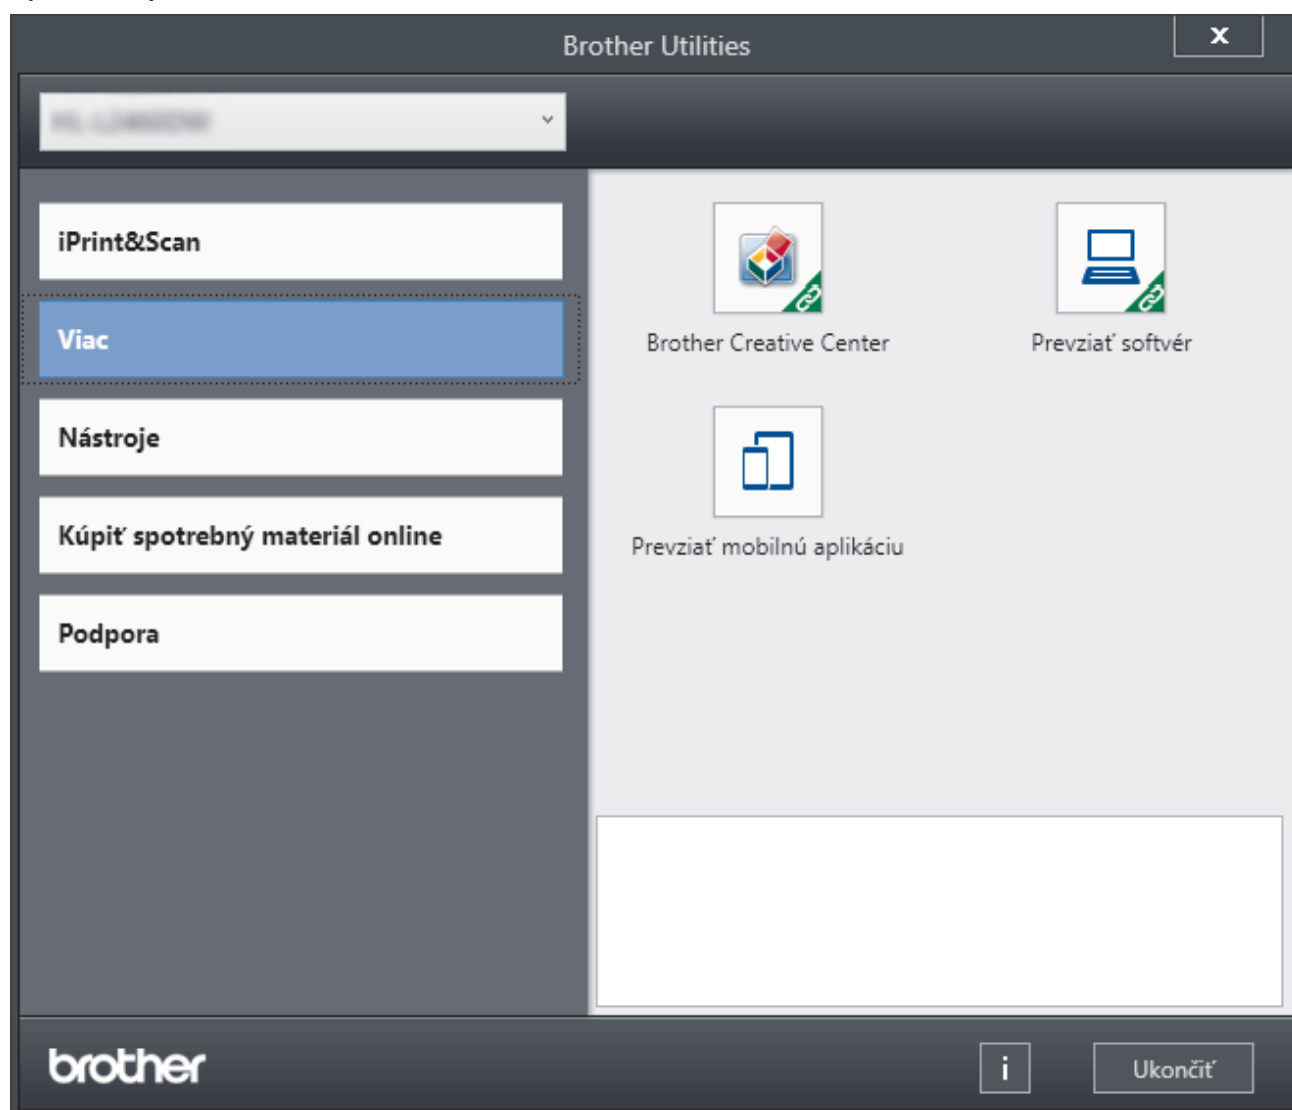 Brother Utilities
x
iPrint&Scan
Viac
Nástroje
Kúpiť spotrebný materiál online
Podpora
Brother Creative Center
Prevziať softvér
Prevziať mobilnú aplikáciu
brother
i
Ukončiť